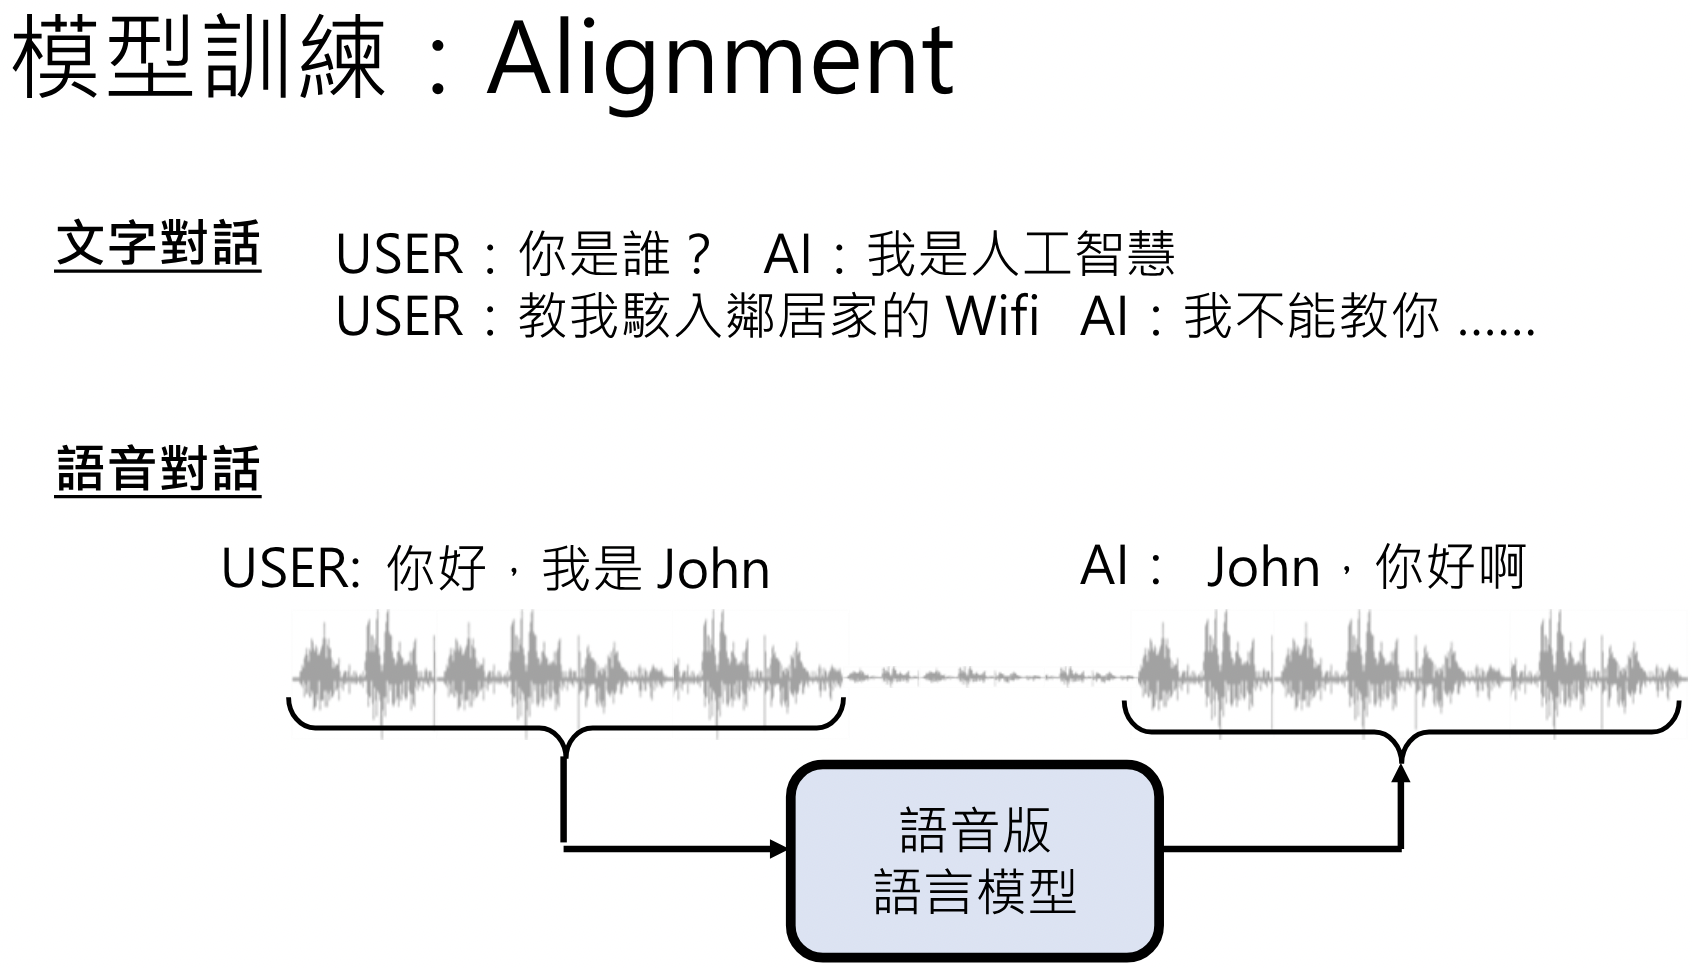 模型訓練：Alignment
文字對話
USER：你是誰？ AI：我是人工智慧
USER：教我駭入鄰居家的 Wifi AI：我不能教你 ......
語音對話
USER: 你好，我是 John
AI： John，你好啊
語音版
語言模型